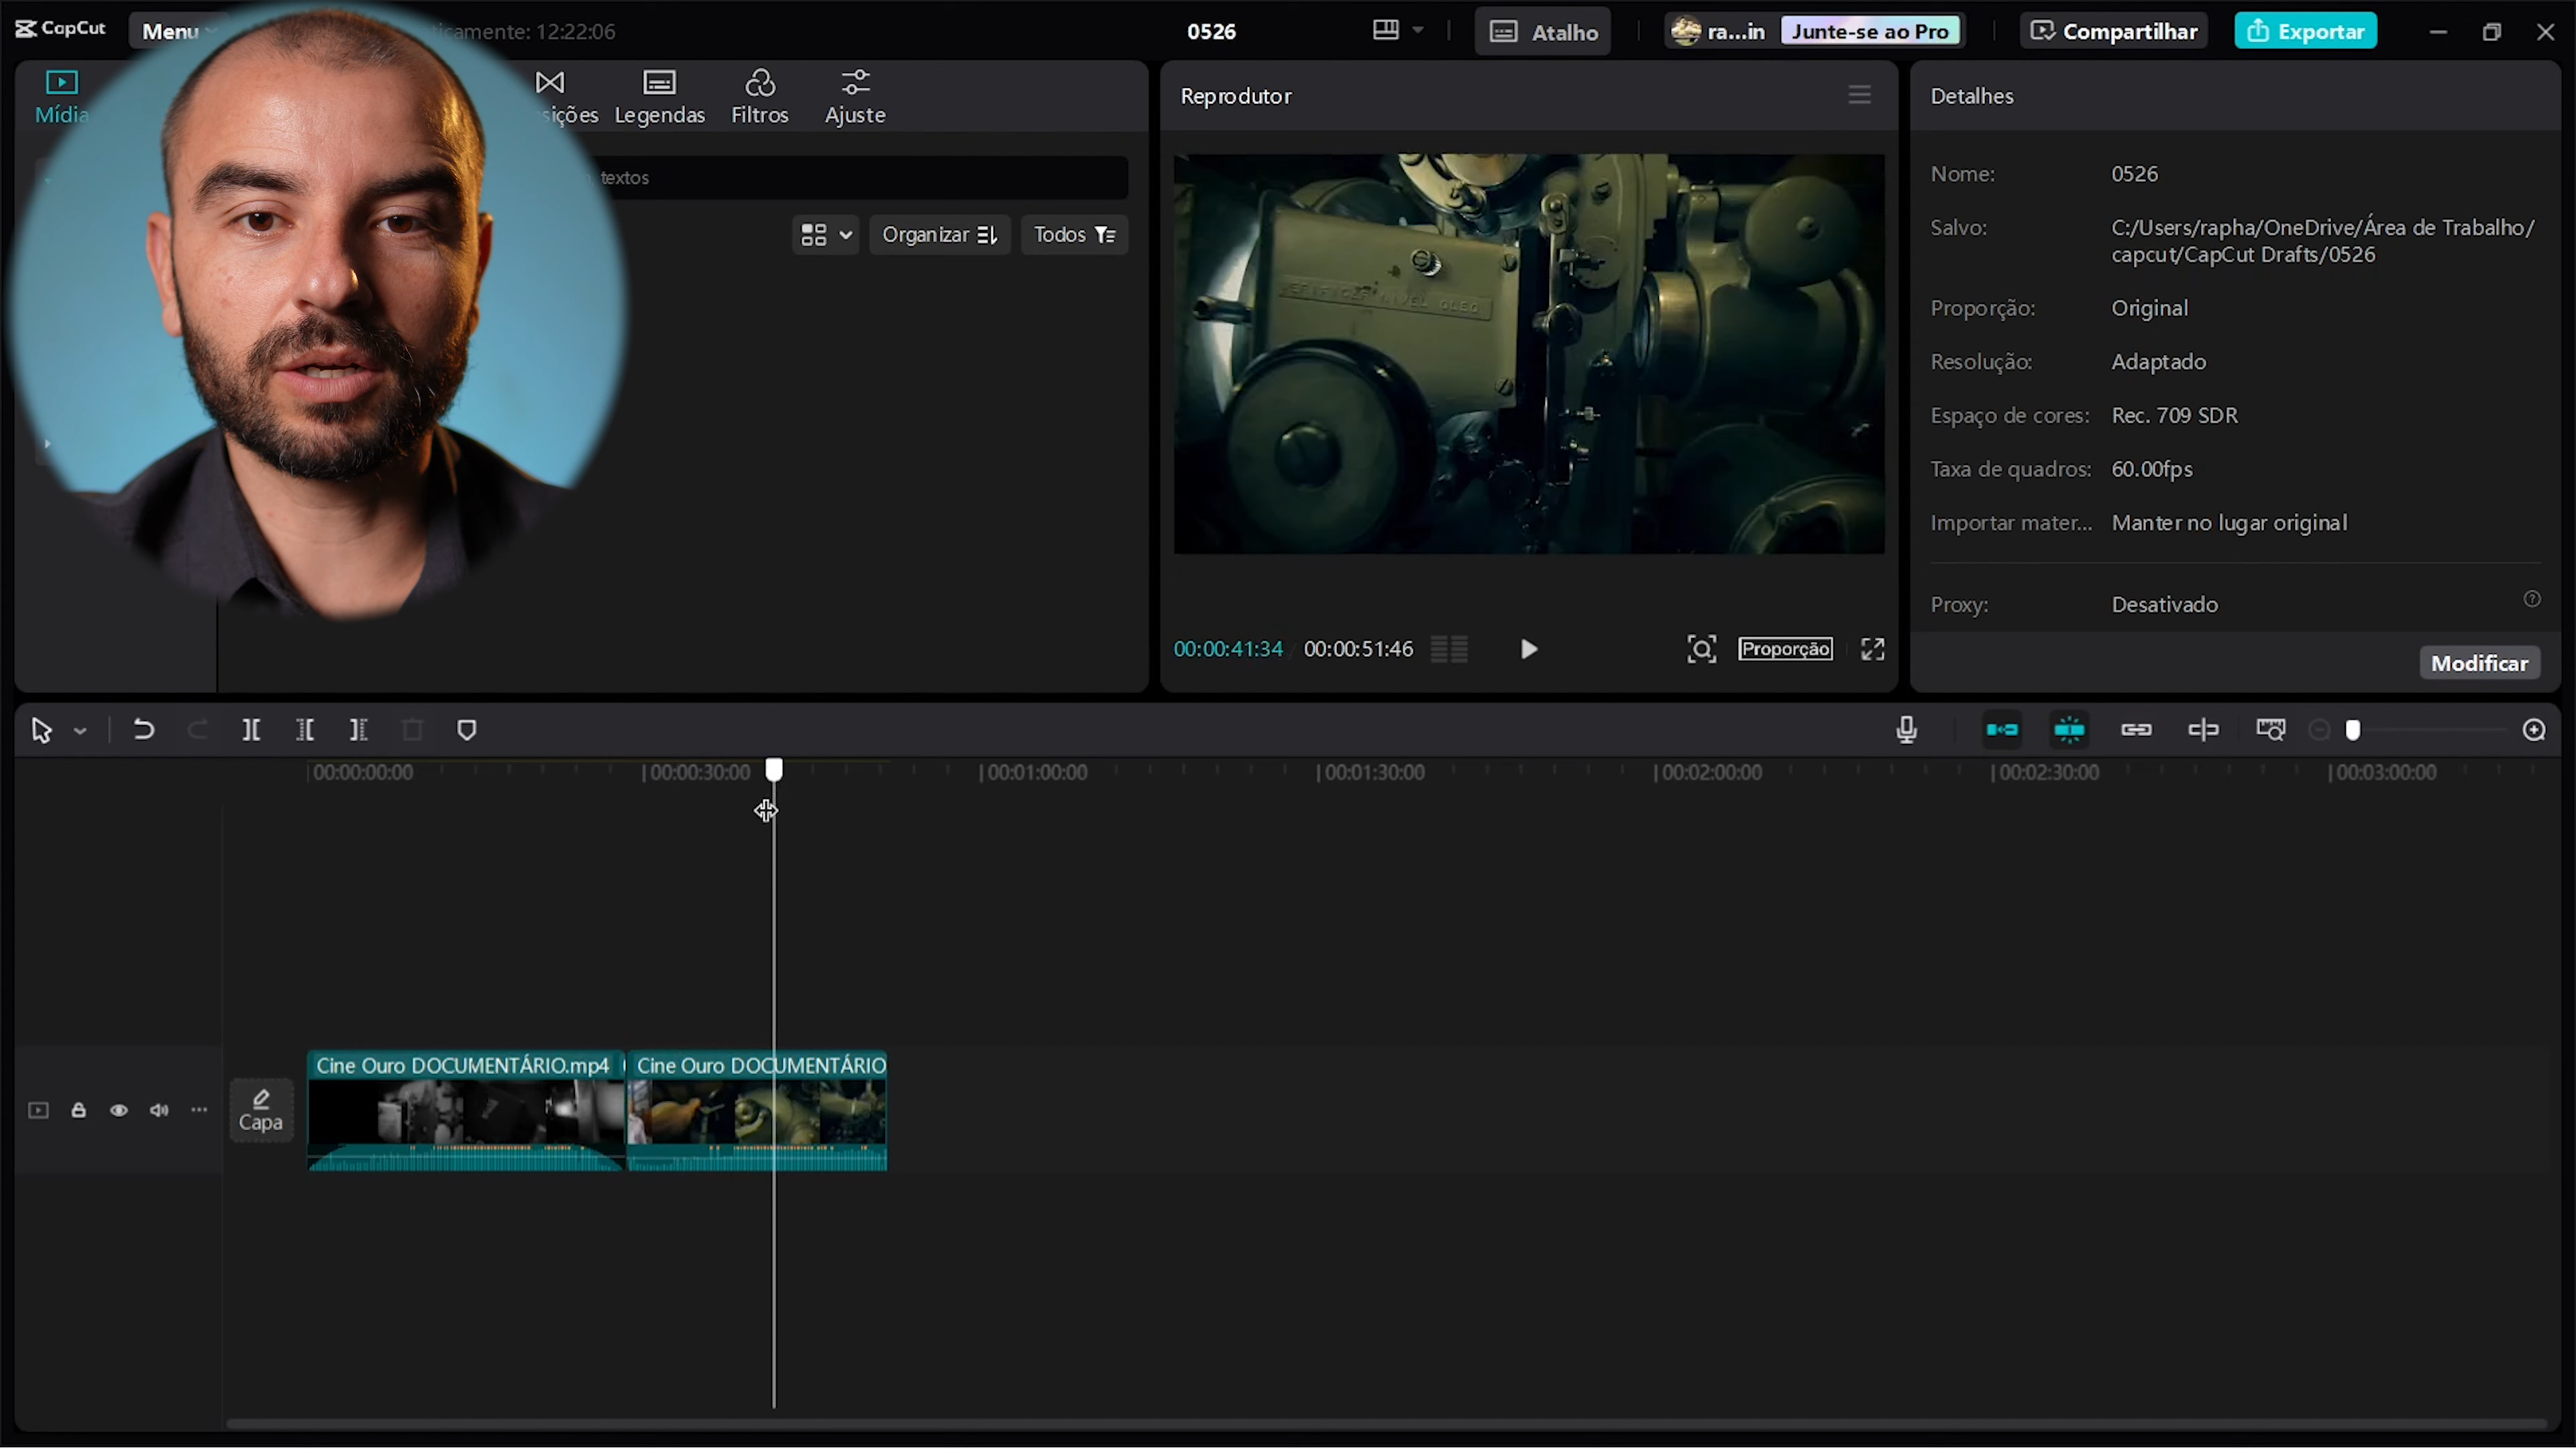 CapCut
Menu
ticamente: 12:22:06
0526
Atalho
ra...in
Junte-se ao Pro
Compartilhar
Exportar
Mídia
sições
Legendas
Filtros
Ajuste
textos
Organizar
Todos
Reprodutor
NIVEL OLEO
00:00:41:34
00:00:51:46
Proporção
Detalhes
Nome: 0526
Salvo: C:/Users/rapha/OneDrive/Área de Trabalho/
capcut/CapCut Drafts/0526
Proporção: Original
Resolução: Adaptado
Espaço de cores: Rec. 709 SDR
Taxa de quadros: 60.00fps
Importar mater... Manter no lugar original
Proxy: Desativado
Modificar
00:00:00:00
00:00:30:00
00:01:00:00
00:01:30:00
00:02:00:00
00:02:30:00
00:03:00:00
Capa
Cine Ouro DOCUMENTÁRIO.mp4
Cine Ouro DOCUMENTÁRIO